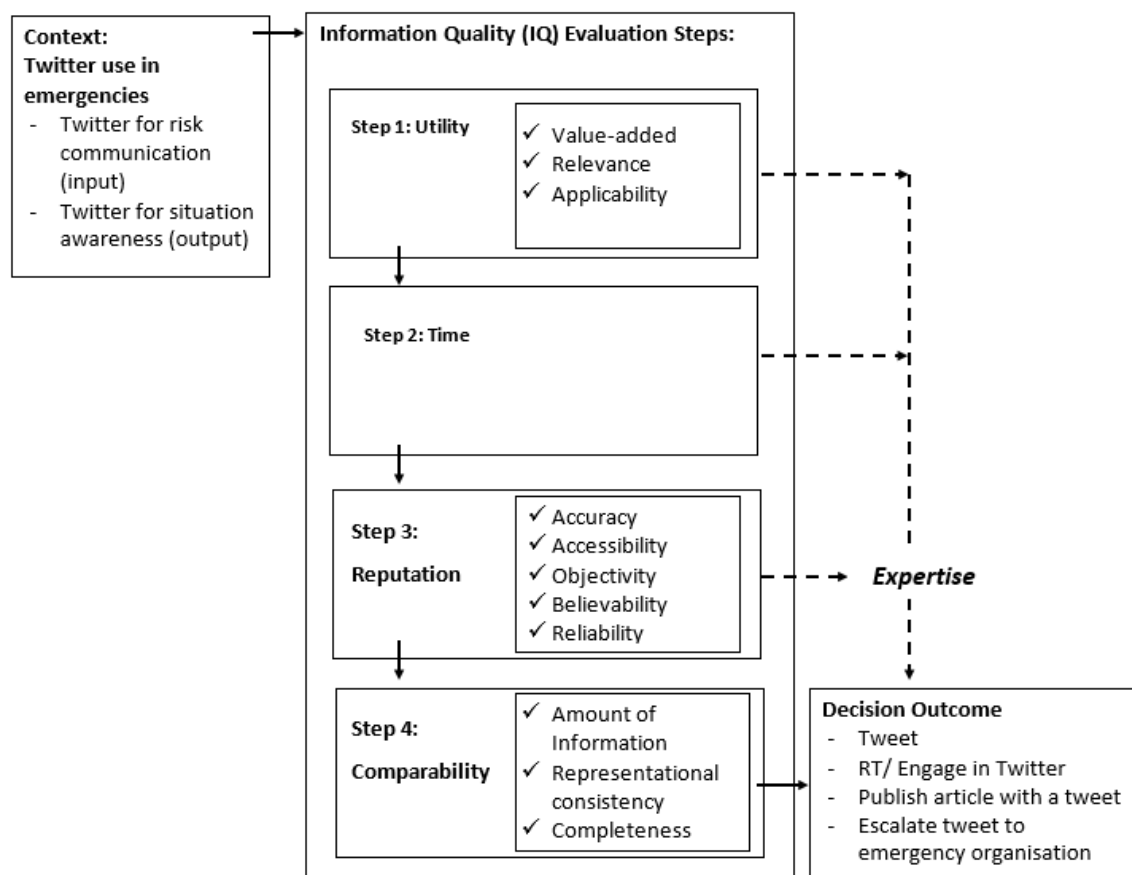 Context:
Twitter use in
emergencies
- Twitter for risk
communication
(input)
- Twitter for situation
awareness (output)
Information Quality (IQ) Evaluation Steps:
Step 1: Utility
✓ Value-added
✓ Relevance
✓ Applicability
Step 2: Time
Step 3:
Reputation
✓ Accuracy
✓ Accessibility
✓ Objectivity
✓ Believability
✓ Reliability
Expertise
Step 4:
Comparability
✓ Amount of
Information
✓ Representational
consistency
✓ Completeness
Decision Outcome
- Tweet
- RT/ Engage in Twitter
- Publish article with a tweet
- Escalate tweet to
emergency organisation